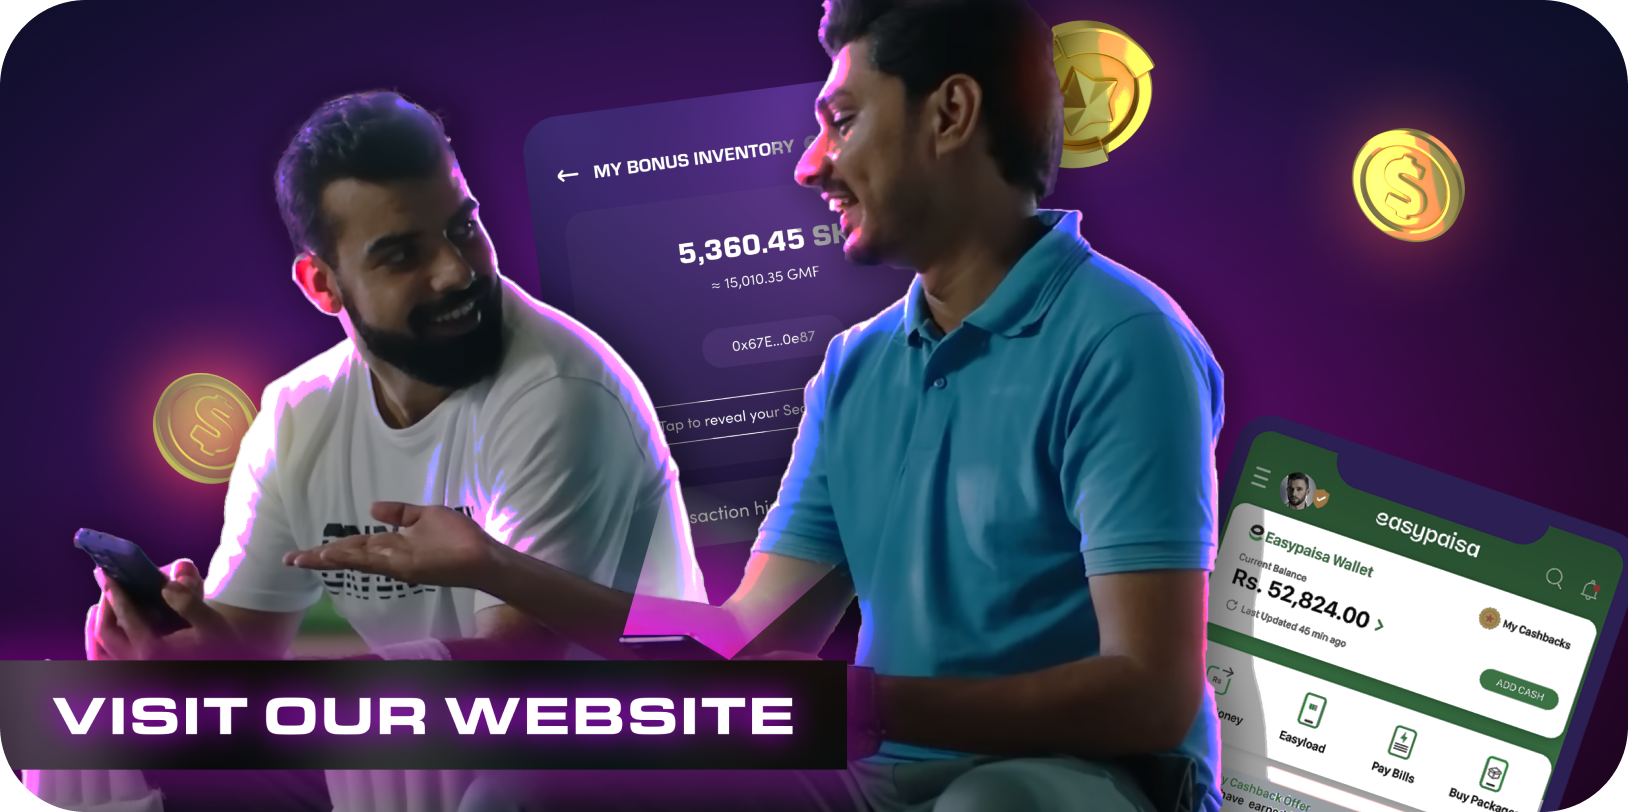 ← MY BONUS INVENTORY
5,360.45
≈ 15,010.35 GMF
0x67E...0e87
Tap to reveal your
easypaisa
Easypaisa Wallet
Current Balance
Rs. 52,824.00 >
Last Updated 45 min ago
My Cashbacks
ADD CASH
Rs
Easyload
Pay Bills
Buy
Cashback Offer
VISIT OUR WEBSITE